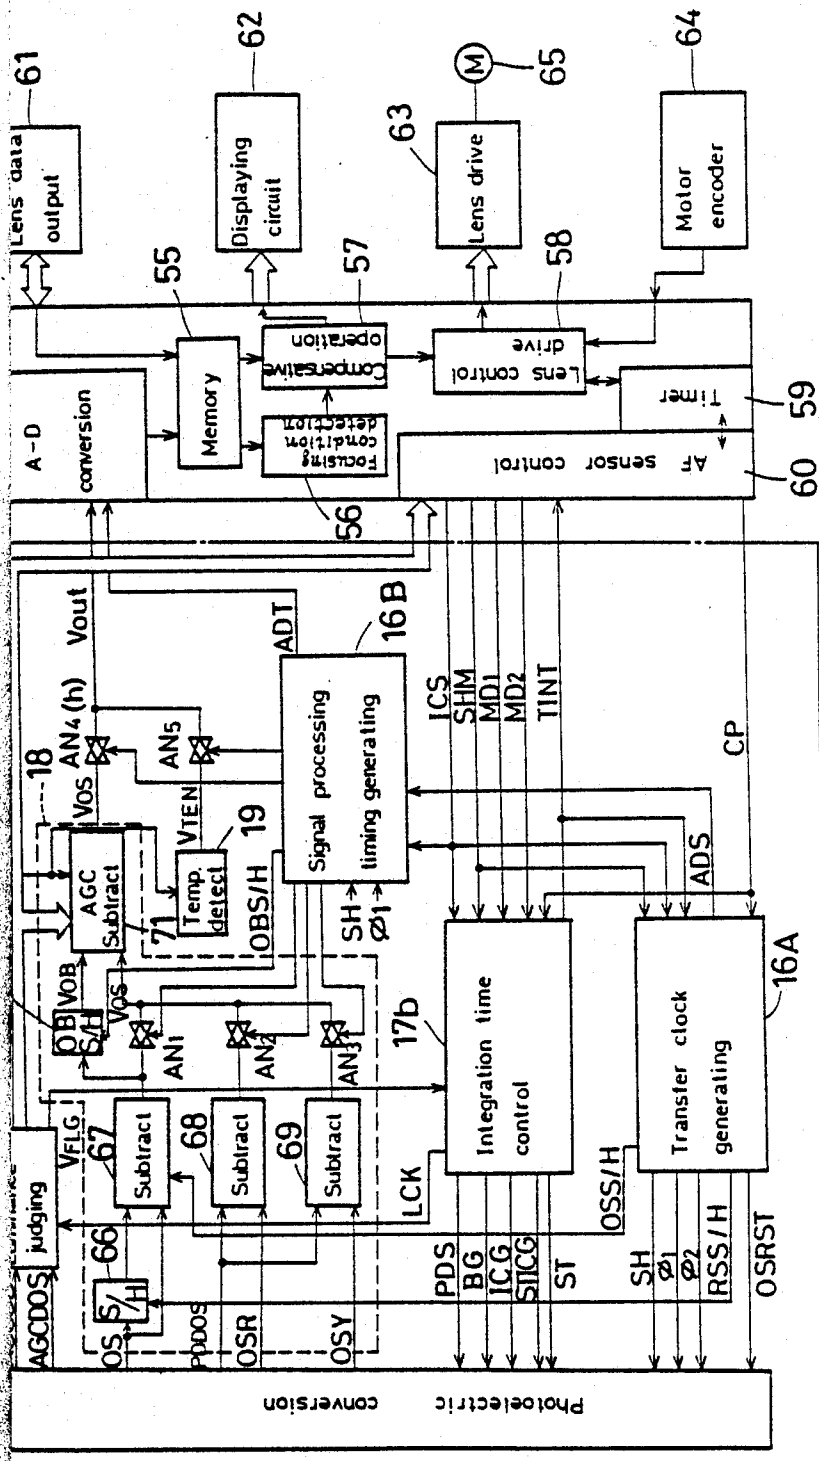 61
Lens data
output
62
Displaying
circuit
63
Lens drive
M
65
64
Motor
encoder
A-D
conversion
55
Memory
57
Compensative
operation
Focusing
condition
detection
56
58
Lens control
drive
Timer
59
AF sensor control
60
Vout
ADT
16B
Signal processing
timing generating
AN4(h)
AN5
18
VOS
VTEN
AGC
Subtract
71
19
Temp.
detect
OBS/H
SH
Ø1
VOB
VOS
OB
S/H
AN1
AN2
AN3
VFLG
judging
67
Subtract
68
Subtract
69
Subtract
66
S/H
AGCDOS
OS
PDDOS
OSR
OSY
ICS
SHM
MD1
MD2
TINT
CP
ADS
17b
Integration time
control
16A
Transfer clock
generating
LCK
OSS/H
PDS
BG
ICG
STICG
ST
SH
Ø1
Ø2
RSS/H
OSRST
Photoelectric
conversion